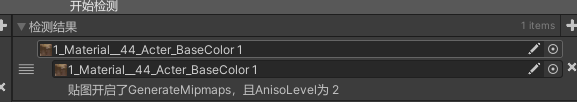 开始检测
检测结果 1 items
1_Material__44_Acter_BaseColor 1
1_Material__44_Acter_BaseColor 1
贴图开启了GenerateMipmaps，且AnisoLevel为 2